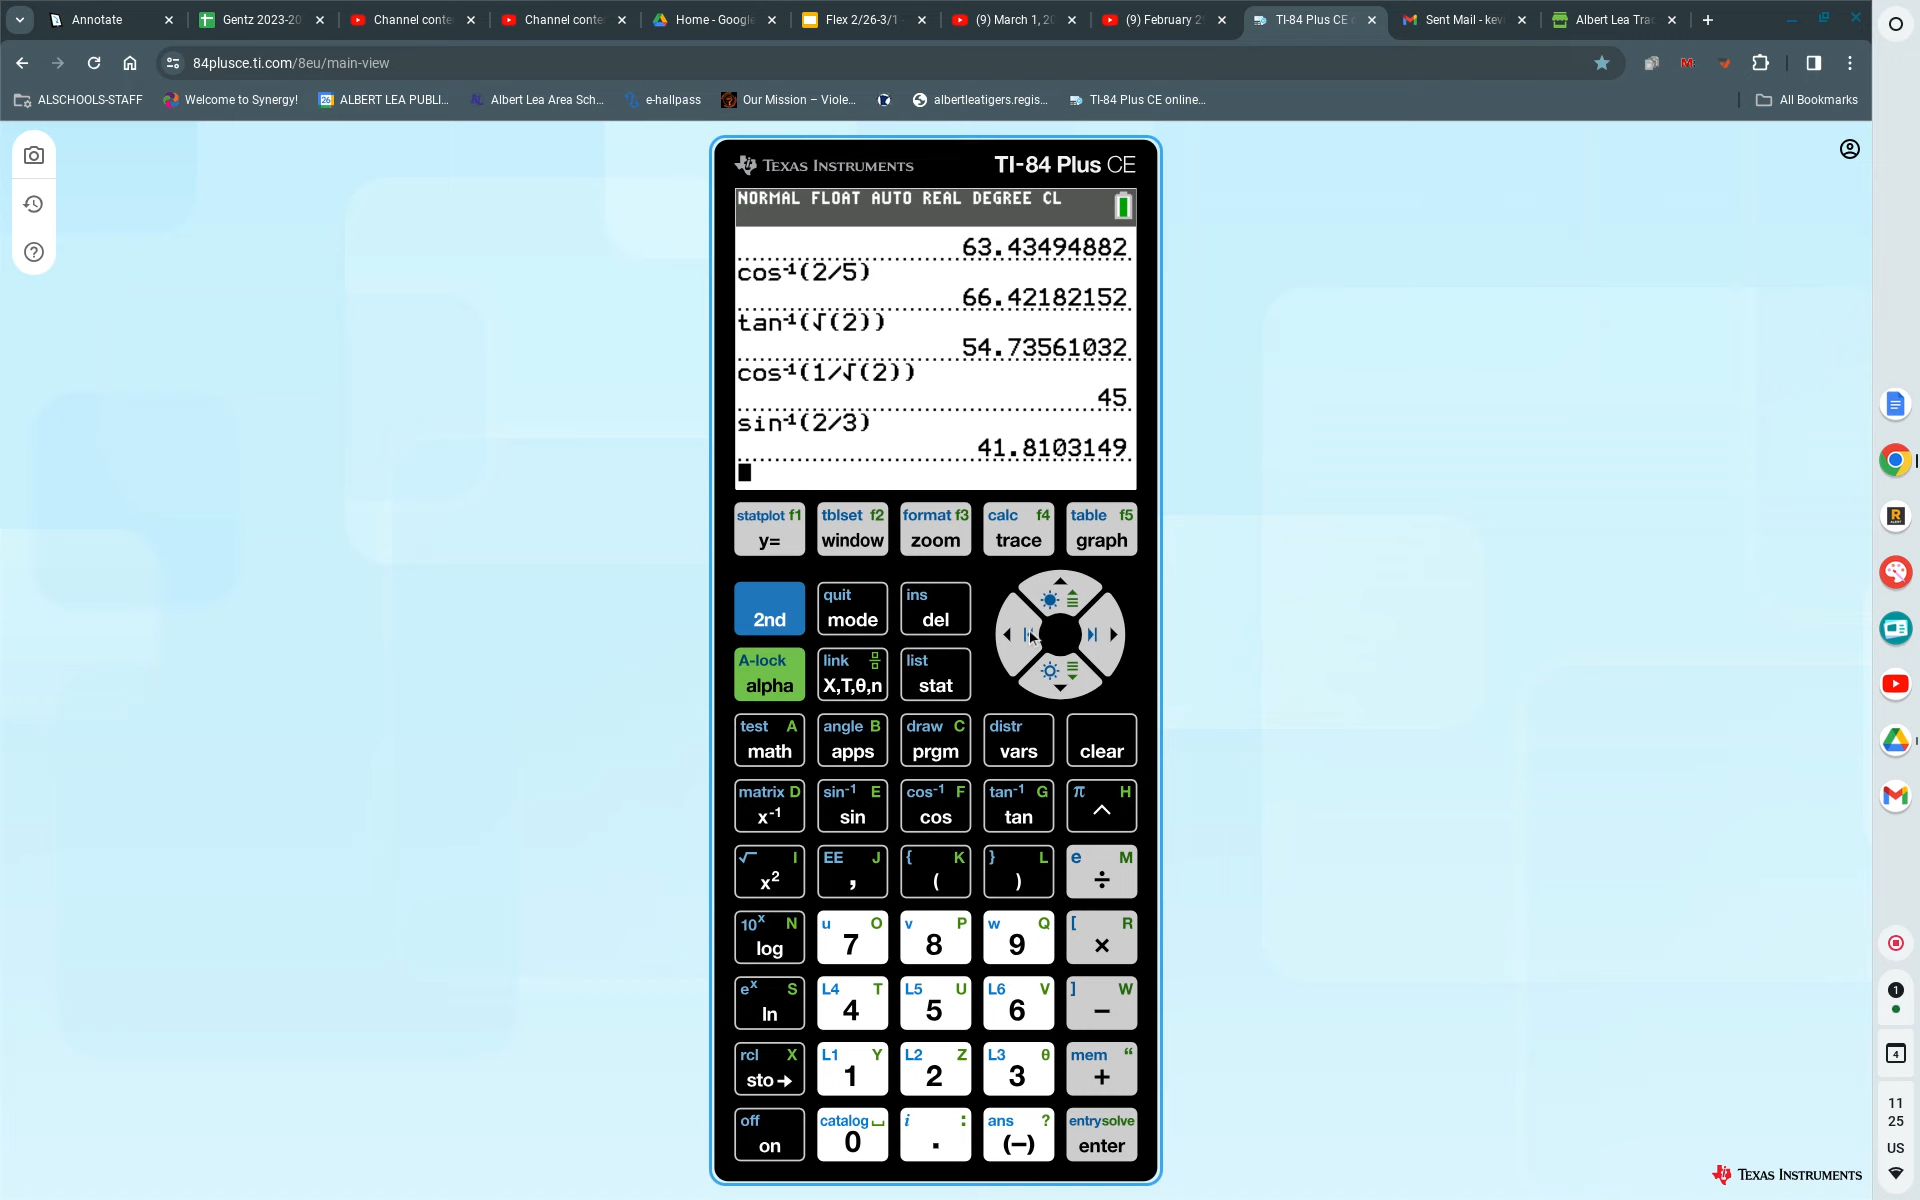 Annotate
Gentz 2023-20
Channel conte
Channel conte
Home - Google
Flex 2/26-3/1 -
(9) March 1, 20
(9) February 2
TI-84 Plus CE o
Sent Mail - kev
Albert Lea Tra
84plusce.ti.com/8eu/main-view
ALSCHOOLS-STAFF
Welcome to Synergy!
26
ALBERT LEA PUBLI...
Albert Lea Area Sch...
e-hallpass
Our Mission – Viole...
albertleatigers.regis...
TI-84 Plus CE online...
All Bookmarks
TEXAS INSTRUMENTS
TI-84 Plus CE
NORMAL FLOAT AUTO REAL DEGREE CL
63.43494882
cos⁻¹(2/5)
66.42182152
tan⁻¹(√(2))
54.73561032
cos⁻¹(1/√(2))
45
sin⁻¹(2/3)
41.8103149
statplot f1 tblset f2 format f3 calc f4 table f5
y= window zoom trace graph
quit ins
2nd mode del
A-lock link list
alpha X,T,θ,n stat
test A angle B draw C distr
math apps prgm vars clear
matrix D sin⁻¹ E cos⁻¹ F tan⁻¹ G π H
x⁻¹ sin cos tan ^
√ I EE J { K } L e M
x² , ( ) ÷
10ˣ N u O v P w Q [ R
log 7 8 9 ×
eˣ S L4 T L5 U L6 V ] W
ln 4 5 6 −
rcl X L1 Y L2 Z L3 θ mem “
sto→ 1 2 3 +
off catalog ⎵ i : ans ? entry solve
on 0 . (−) enter
1
4
11
25
US
TEXAS INSTRUMENTS